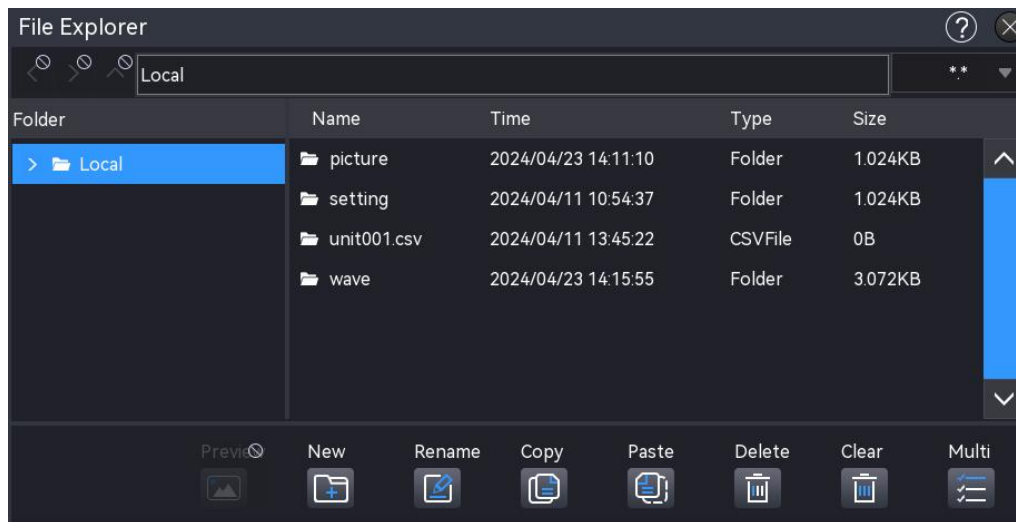 File Explorer
Local
*.*
Folder Name Time Type Size
Local
picture 2024/04/23 14:11:10 Folder 1.024KB
setting 2024/04/11 10:54:37 Folder 1.024KB
unit001.csv 2024/04/11 13:45:22 CSVFile 0B
wave 2024/04/23 14:15:55 Folder 3.072KB
New Rename Copy Paste Delete Clear Multi